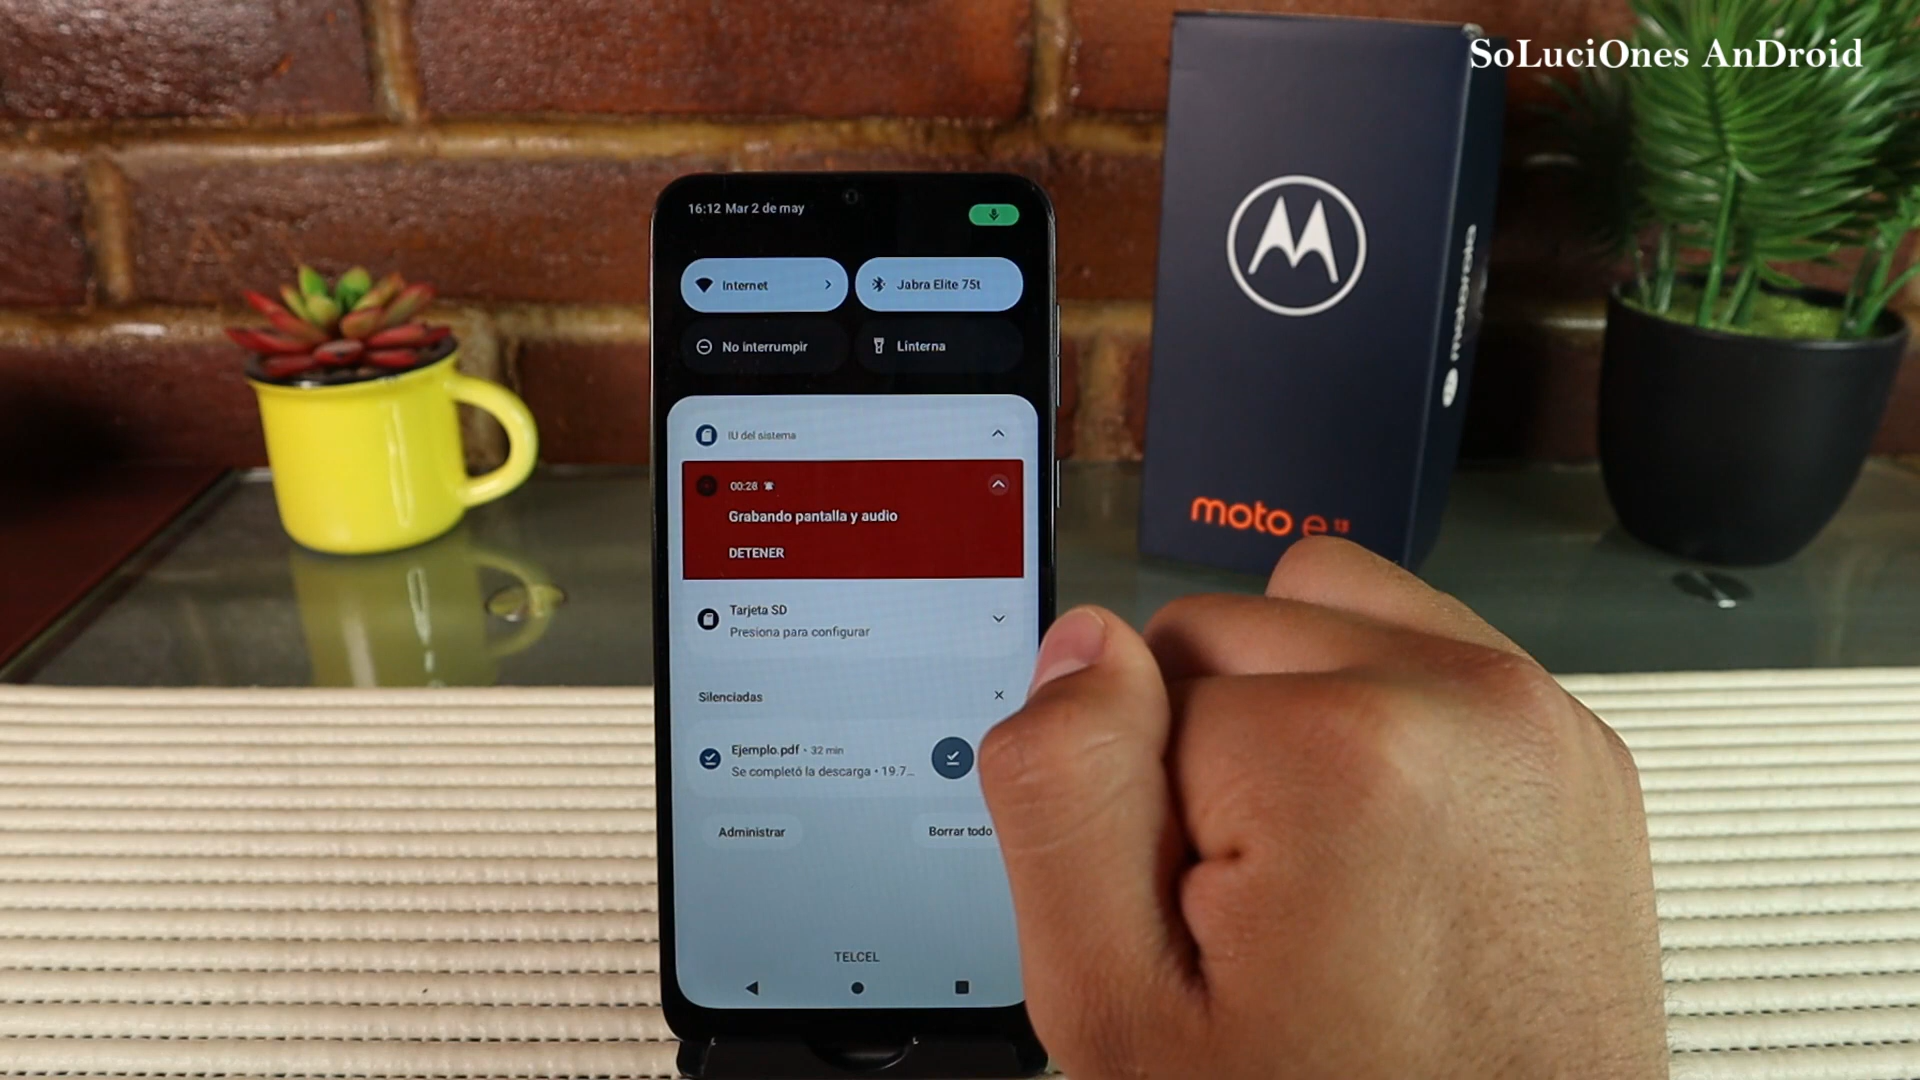 SoLuciOnes AnDroid
16:12 Mar 2 de may
Internet
Jabra Elite 75t
No interrumpir
Linterna
IU del sistema
00:28
Grabando pantalla y audio
DETENER
Tarjeta SD
Presiona para configurar
Silenciadas
Ejemplo.pdf • 32 min
Se completó la descarga • 19.7...
Administrar
Borrar todo
TELCEL
moto e13
motorola